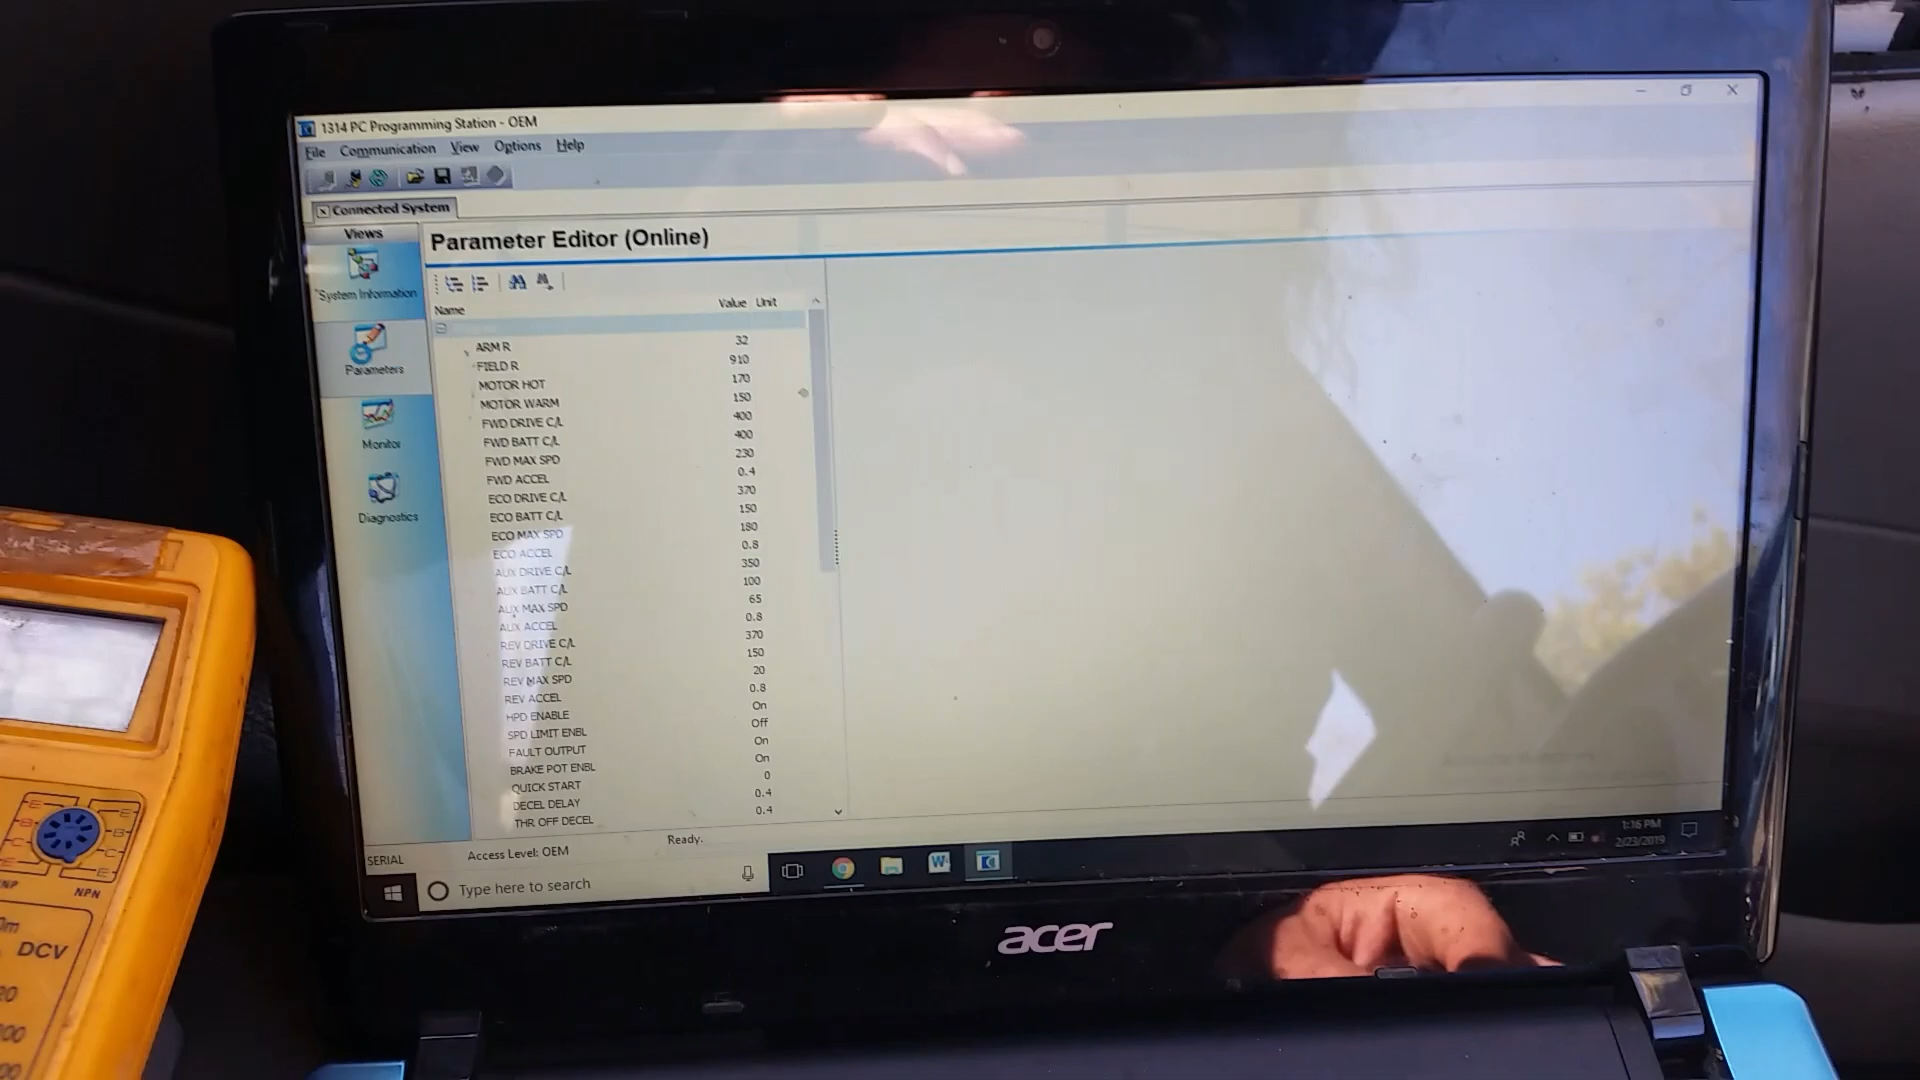 1314 PC Programming Station - OEM
File Communication View Options Help
Connected System
Views
Parameter Editor (Online)
System Information
Parameters
Monitor
Diagnostics
Name Value Unit
ARM R 32
FIELD R 910
MOTOR HOT 170
MOTOR WARM 150
FWD DRIVE C/L 400
FWD BATT C/L 400
FWD MAX SPD 230
FWD ACCEL 0.4
ECO DRIVE C/L 370
ECO BATT C/L 150
ECO MAX SPD 180
ECO ACCEL 0.8
AUX DRIVE C/L 350
AUX BATT C/L 100
AUX MAX SPD 65
AUX ACCEL 0.8
REV DRIVE C/L 370
REV BATT C/L 150
REV MAX SPD 20
REV ACCEL 0.8
HPD ENABLE On
SPD LIMIT ENBL Off
FAULT OUTPUT On
BRAKE POT ENBL On
QUICK START 0
DECEL DELAY 0.4
THR OFF DECEL 0.4
SERIAL Access Level: OEM Ready.
Type here to search
1:16 PM
2/23/2019
acer
E
B
C
E
E
B
C
E
NPN
DCV